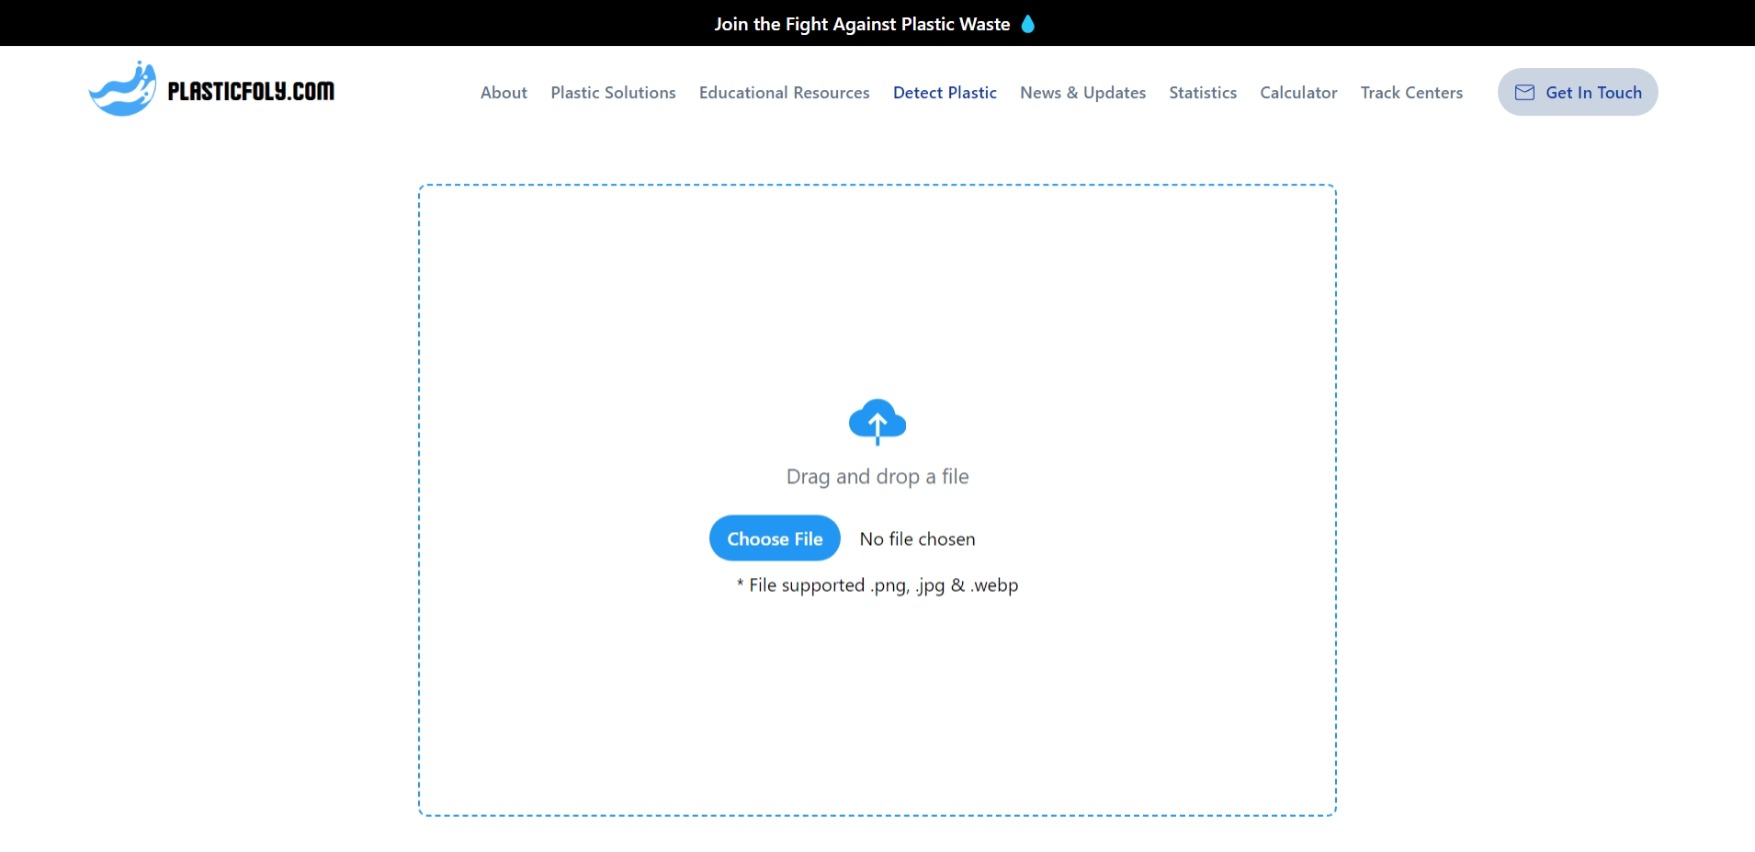 Join the Fight Against Plastic Waste 💧
PLASTICFOLY.COM
About Plastic Solutions Educational Resources Detect Plastic News & Updates Statistics Calculator Track Centers Get In Touch
Drag and drop a file
Choose File No file chosen
* File supported .png, .jpg & .webp